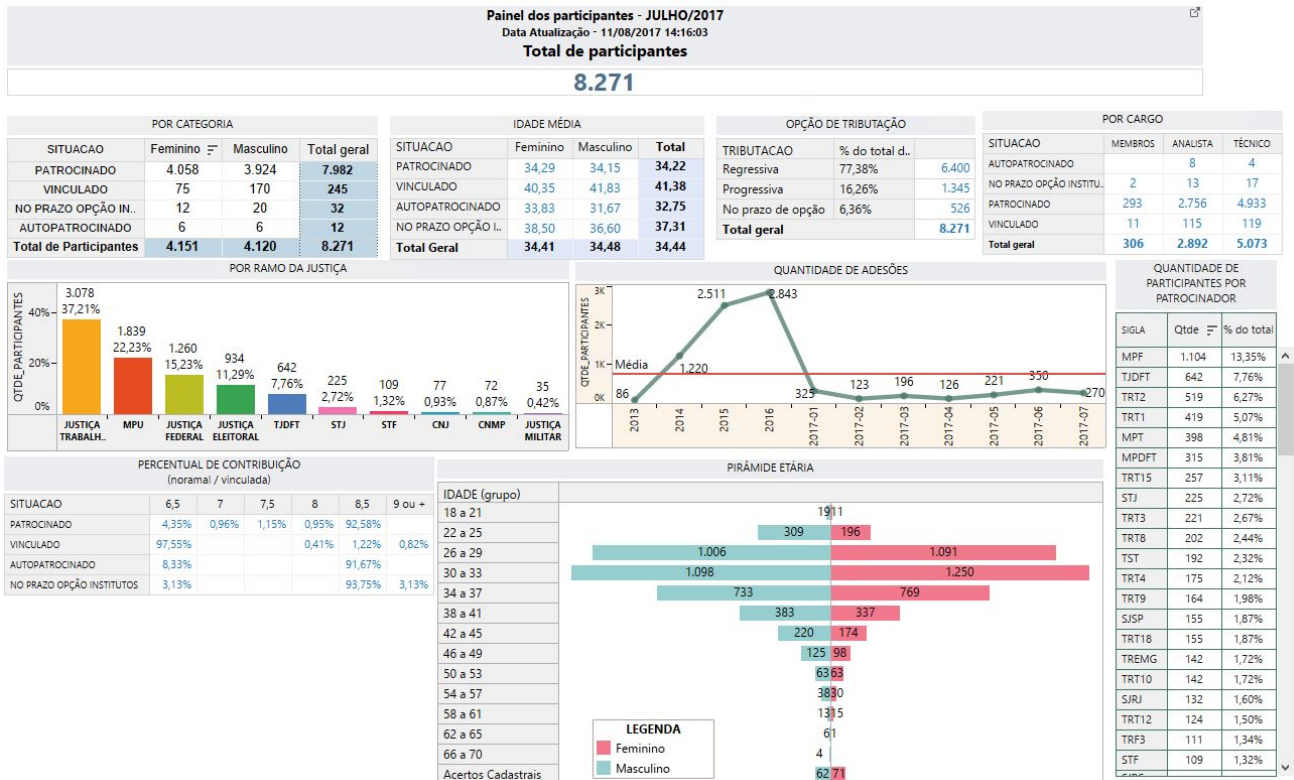 Painel dos participantes - JULHO/2017
Data Atualização - 11/08/2017 14:16:03
Total de participantes
8.271
POR CATEGORIA
SITUACAO Feminino Masculino Total geral
PATROCINADO 4.058 3.924 7.982
VINCULADO 75 170 245
NO PRAZO OPÇÃO IN.. 12 20 32
AUTOPATROCINADO 6 6 12
Total de Participantes 4.151 4.120 8.271
IDADE MÉDIA
SITUACAO Feminino Masculino Total
PATROCINADO 34,29 34,15 34,22
VINCULADO 40,35 41,83 41,38
AUTOPATROCINADO 33,83 31,67 32,75
NO PRAZO OPÇÃO I.. 38,50 36,60 37,31
Total Geral 34,41 34,48 34,44
OPÇÃO DE TRIBUTAÇÃO
TRIBUTACAO % do total d..
Regressiva 77,38% 6.400
Progressiva 16,26% 1.345
No prazo de opção 6,36% 526
Total geral 8.271
POR CARGO
SITUACAO MEMBROS ANALISTA TÉCNICO
AUTOPATROCINADO 8 4
NO PRAZO OPÇÃO INSTITU.. 2 13 17
PATROCINADO 293 2.756 4.933
VINCULADO 11 115 119
Total geral 306 2.892 5.073
POR RAMO DA JUSTIÇA
QTDE_PARTICIPANTES
40%
20%
0%
3.078 1.839 1.260 934 642 225 109 77 72 35
37,21% 22,23% 15,23% 11,29% 7,76% 2,72% 1,32% 0,93% 0,87% 0,42%
JUSTIÇA MPU JUSTIÇA JUSTIÇA TJDFT STJ STF CNJ CNMP JUSTIÇA
TRABALH.. FEDERAL ELEITORAL MILITAR
QUANTIDADE DE ADESÕES
QTDE_PARTICIPANTES
3K
2K
1K
0K
Média
86 1.220 2.511 2.843 325 123 196 126 221 350 270
2013 2014 2015 2016 2017-01 2017-02 2017-03 2017-04 2017-05 2017-06 2017-07
QUANTIDADE DE
PARTICIPANTES POR
PATROCINADOR
SIGLA Qtde % do total
MPF 1.104 13,35%
TJDFT 642 7,76%
TRT2 519 6,27%
TRT1 419 5,07%
MPT 398 4,81%
MPDFT 315 3,81%
TRT15 257 3,11%
STJ 225 2,72%
TRT3 221 2,67%
TRT8 202 2,44%
TST 192 2,32%
TRT4 175 2,12%
TRT9 164 1,98%
SJSP 155 1,87%
TRT18 155 1,87%
TREMG 142 1,72%
TRT10 142 1,72%
SJRJ 132 1,60%
TRT12 124 1,50%
TRF3 111 1,34%
STF 109 1,32%
PERCENTUAL DE CONTRIBUIÇÃO
(noramal / vinculada)
SITUACAO 6,5 7 7,5 8 8,5 9 ou +
PATROCINADO 4,35% 0,96% 1,15% 0,95% 92,58%
VINCULADO 97,55% 0,41% 1,22% 0,82%
AUTOPATROCINADO 8,33% 91,67%
NO PRAZO OPÇÃO INSTITUTOS 3,13% 93,75% 3,13%
PIRÂMIDE ETÁRIA
IDADE (grupo)
18 a 21 19 11
22 a 25 309 196
26 a 29 1.006 1.091
30 a 33 1.098 1.250
34 a 37 733 769
38 a 41 383 337
42 a 45 220 174
46 a 49 125 98
50 a 53 63 63
54 a 57 38 30
58 a 61 13 15
62 a 65 6 1
66 a 70 4
Acertos Cadastrais 62 71
LEGENDA
Feminino
Masculino